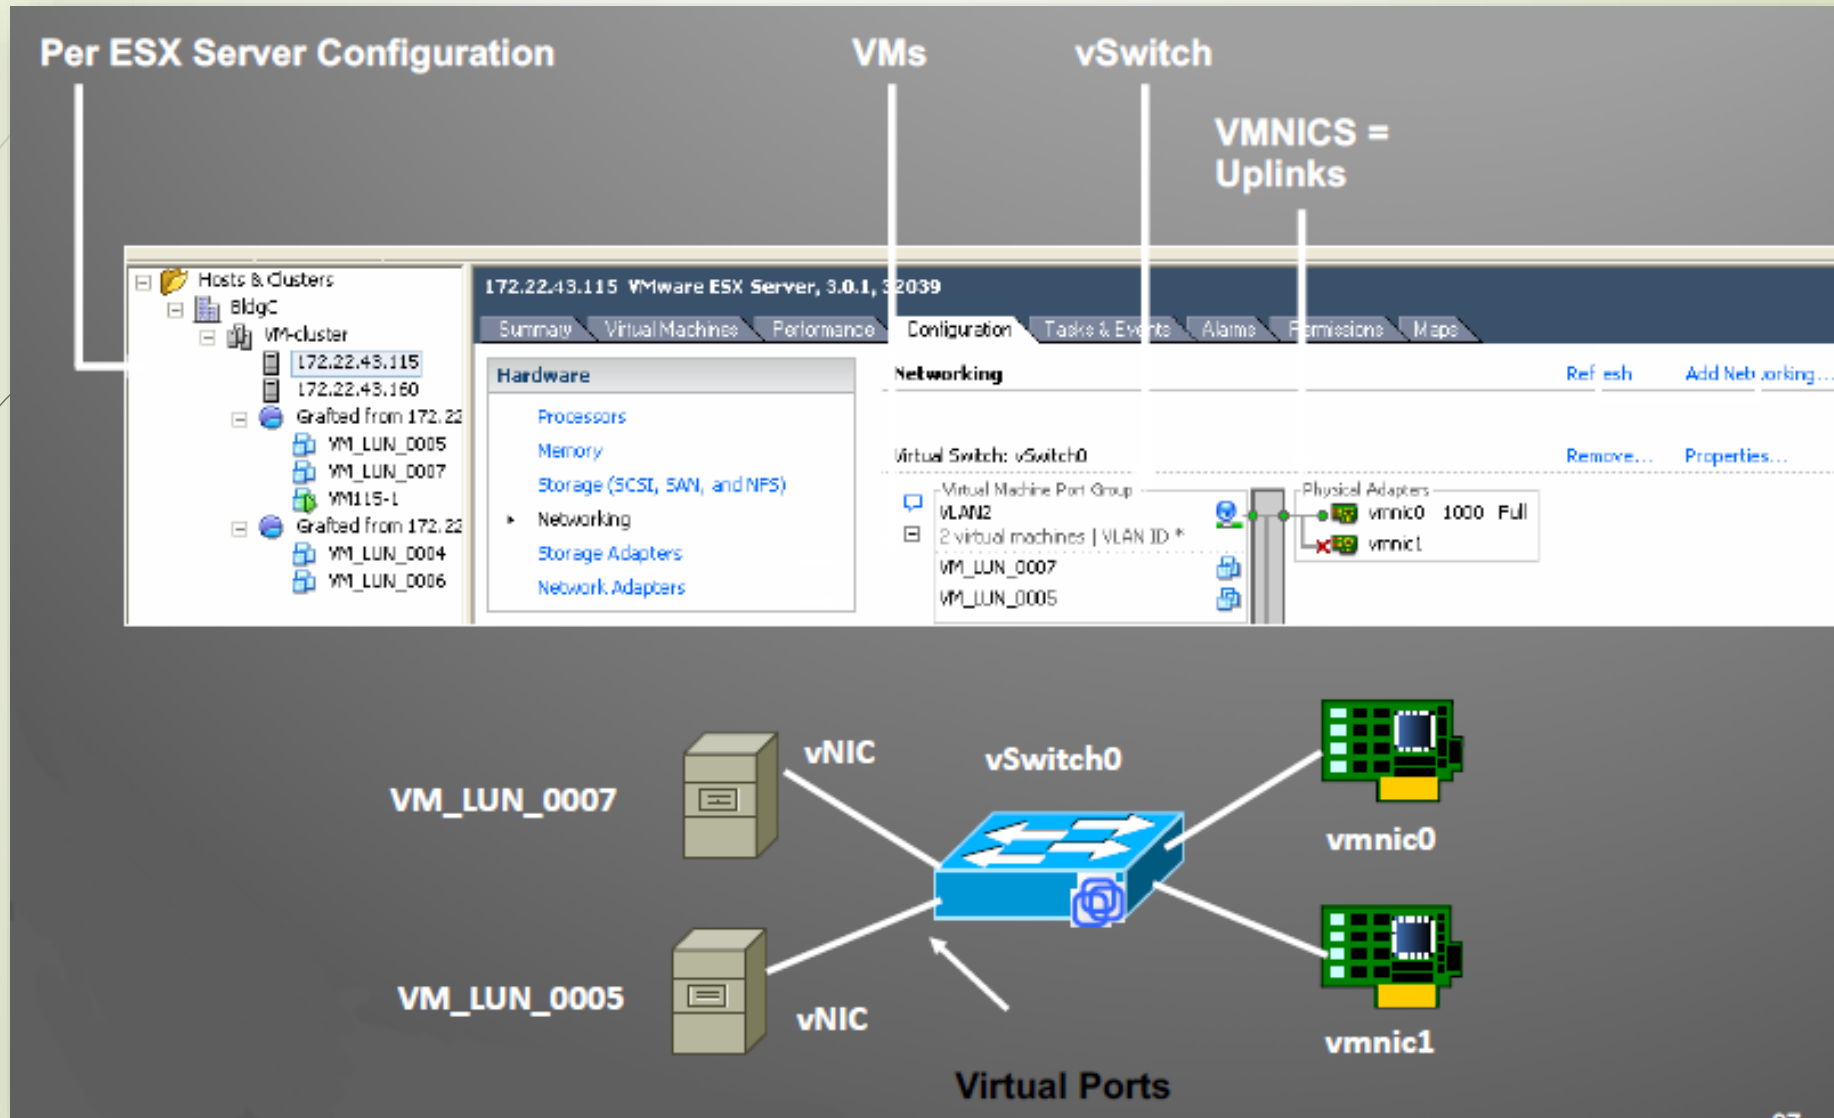 Per ESX Server Configuration
VMs
vSwitch
VMNICS =
Uplinks
Hosts & Clusters
BldgC
VM-cluster
172.22.43.115
172.22.43.160
Grafted from 172.22
VM_LUN_0005
VM_LUN_0007
VM115-1
Grafted from 172.22
VM_LUN_0004
VM_LUN_0006
172.22.43.115 VMware ESX Server, 3.0.1, 32039
Summary Virtual Machines Performance Configuration Tasks & Events Alarms Permissions Maps
Hardware
Processors
Memory
Storage (SCSI, SAN, and NFS)
Networking
Storage Adapters
Network Adapters
Networking
Refresh Add Networking...
Virtual Switch: vSwitch0
Remove... Properties...
Virtual Machine Port Group
VLAN2
2 virtual machines | VLAN ID *
VM_LUN_0007
VM_LUN_0005
Physical Adapters
vmnic0 1000 Full
vmnic1
vNIC
vSwitch0
VM_LUN_0007
vmnic0
VM_LUN_0005
vNIC
vmnic1
Virtual Ports